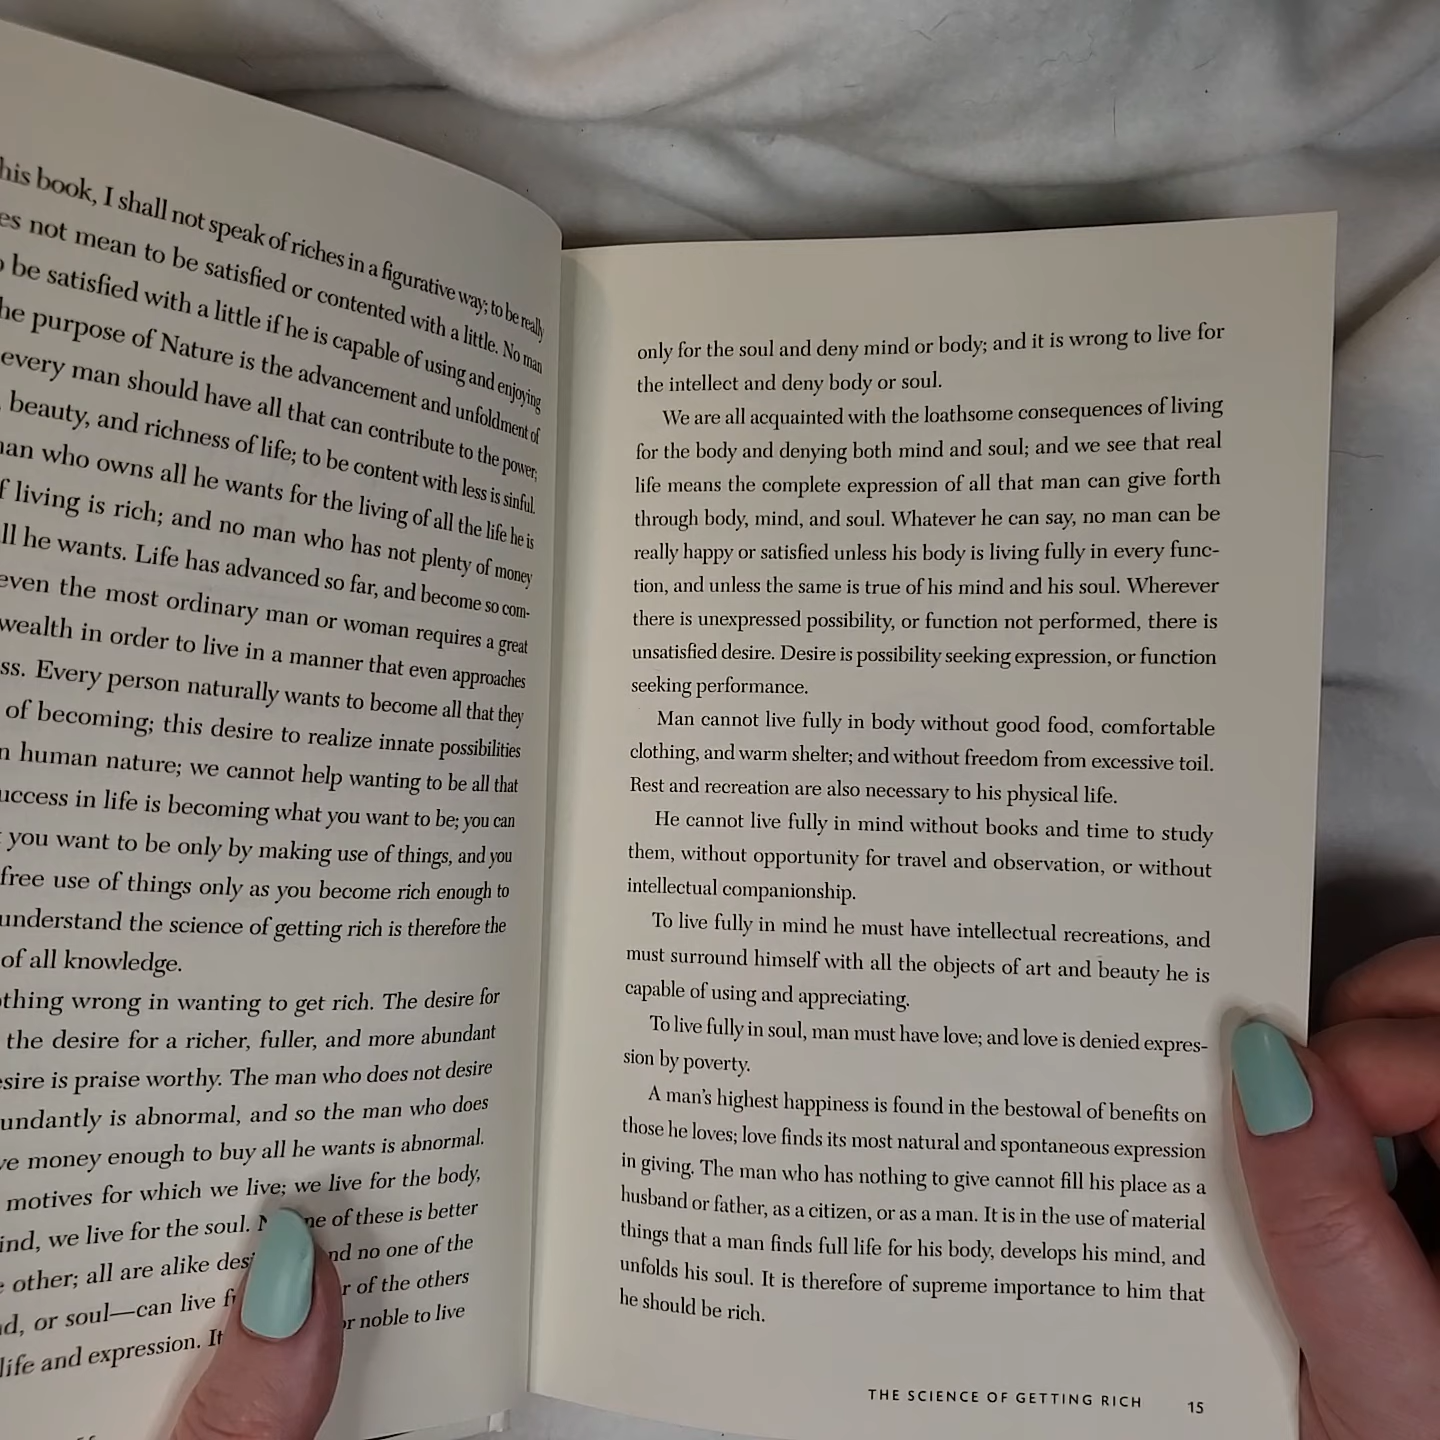 his book, I shall not speak of riches in a figurative way; to be really
es not mean to be satisfied or contented with a little. No man
o be satisfied with a little if he is capable of using and enjoying
he purpose of Nature is the advancement and unfoldment of
every man should have all that can contribute to the power,
beauty, and richness of life; to be content with less is sinful.
man who owns all he wants for the living of all the life he is
f living is rich; and no man who has not plenty of money
ll he wants. Life has advanced so far, and become so com-
even the most ordinary man or woman requires a great
wealth in order to live in a manner that even approaches
ss. Every person naturally wants to become all that they
of becoming; this desire to realize innate possibilities
n human nature; we cannot help wanting to be all that
uccess in life is becoming what you want to be; you can
t you want to be only by making use of things, and you
free use of things only as you become rich enough to
understand the science of getting rich is therefore the
of all knowledge.
othing wrong in wanting to get rich. The desire for
the desire for a richer, fuller, and more abundant
esire is praise worthy. The man who does not desire
undantly is abnormal, and so the man who does
ve money enough to buy all he wants is abnormal.
motives for which we live; we live for the body,
ind, we live for the soul. ne of these is better
e other; all are alike des nd no one of the
d, or soul—can live f r of the others
life and expression. It or noble to live
only for the soul and deny mind or body; and it is wrong to live for
the intellect and deny body or soul.
We are all acquainted with the loathsome consequences of living
for the body and denying both mind and soul; and we see that real
life means the complete expression of all that man can give forth
through body, mind, and soul. Whatever he can say, no man can be
really happy or satisfied unless his body is living fully in every func-
tion, and unless the same is true of his mind and his soul. Wherever
there is unexpressed possibility, or function not performed, there is
unsatisfied desire. Desire is possibility seeking expression, or function
seeking performance.
Man cannot live fully in body without good food, comfortable
clothing, and warm shelter; and without freedom from excessive toil.
Rest and recreation are also necessary to his physical life.
He cannot live fully in mind without books and time to study
them, without opportunity for travel and observation, or without
intellectual companionship.
To live fully in mind he must have intellectual recreations, and
must surround himself with all the objects of art and beauty he is
capable of using and appreciating.
To live fully in soul, man must have love; and love is denied expres-
sion by poverty.
A man's highest happiness is found in the bestowal of benefits on
those he loves; love finds its most natural and spontaneous expression
in giving. The man who has nothing to give cannot fill his place as a
husband or father, as a citizen, or as a man. It is in the use of material
things that a man finds full life for his body, develops his mind, and
unfolds his soul. It is therefore of supreme importance to him that
he should be rich.
THE SCIENCE OF GETTING RICH 15